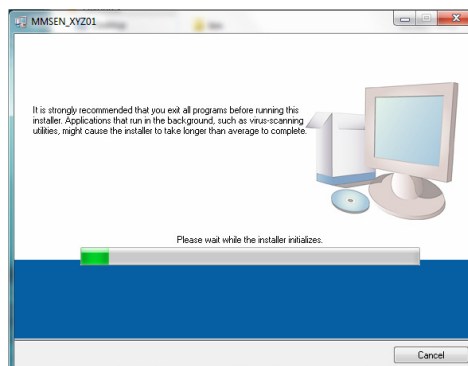 MMSEN_XYZ01
It is strongly recommended that you exit all programs before running this
installer. Applications that run in the background, such as virus-scanning
utilities, might cause the installer to take longer than average to complete.
Please wait while the installer initializes.
Cancel